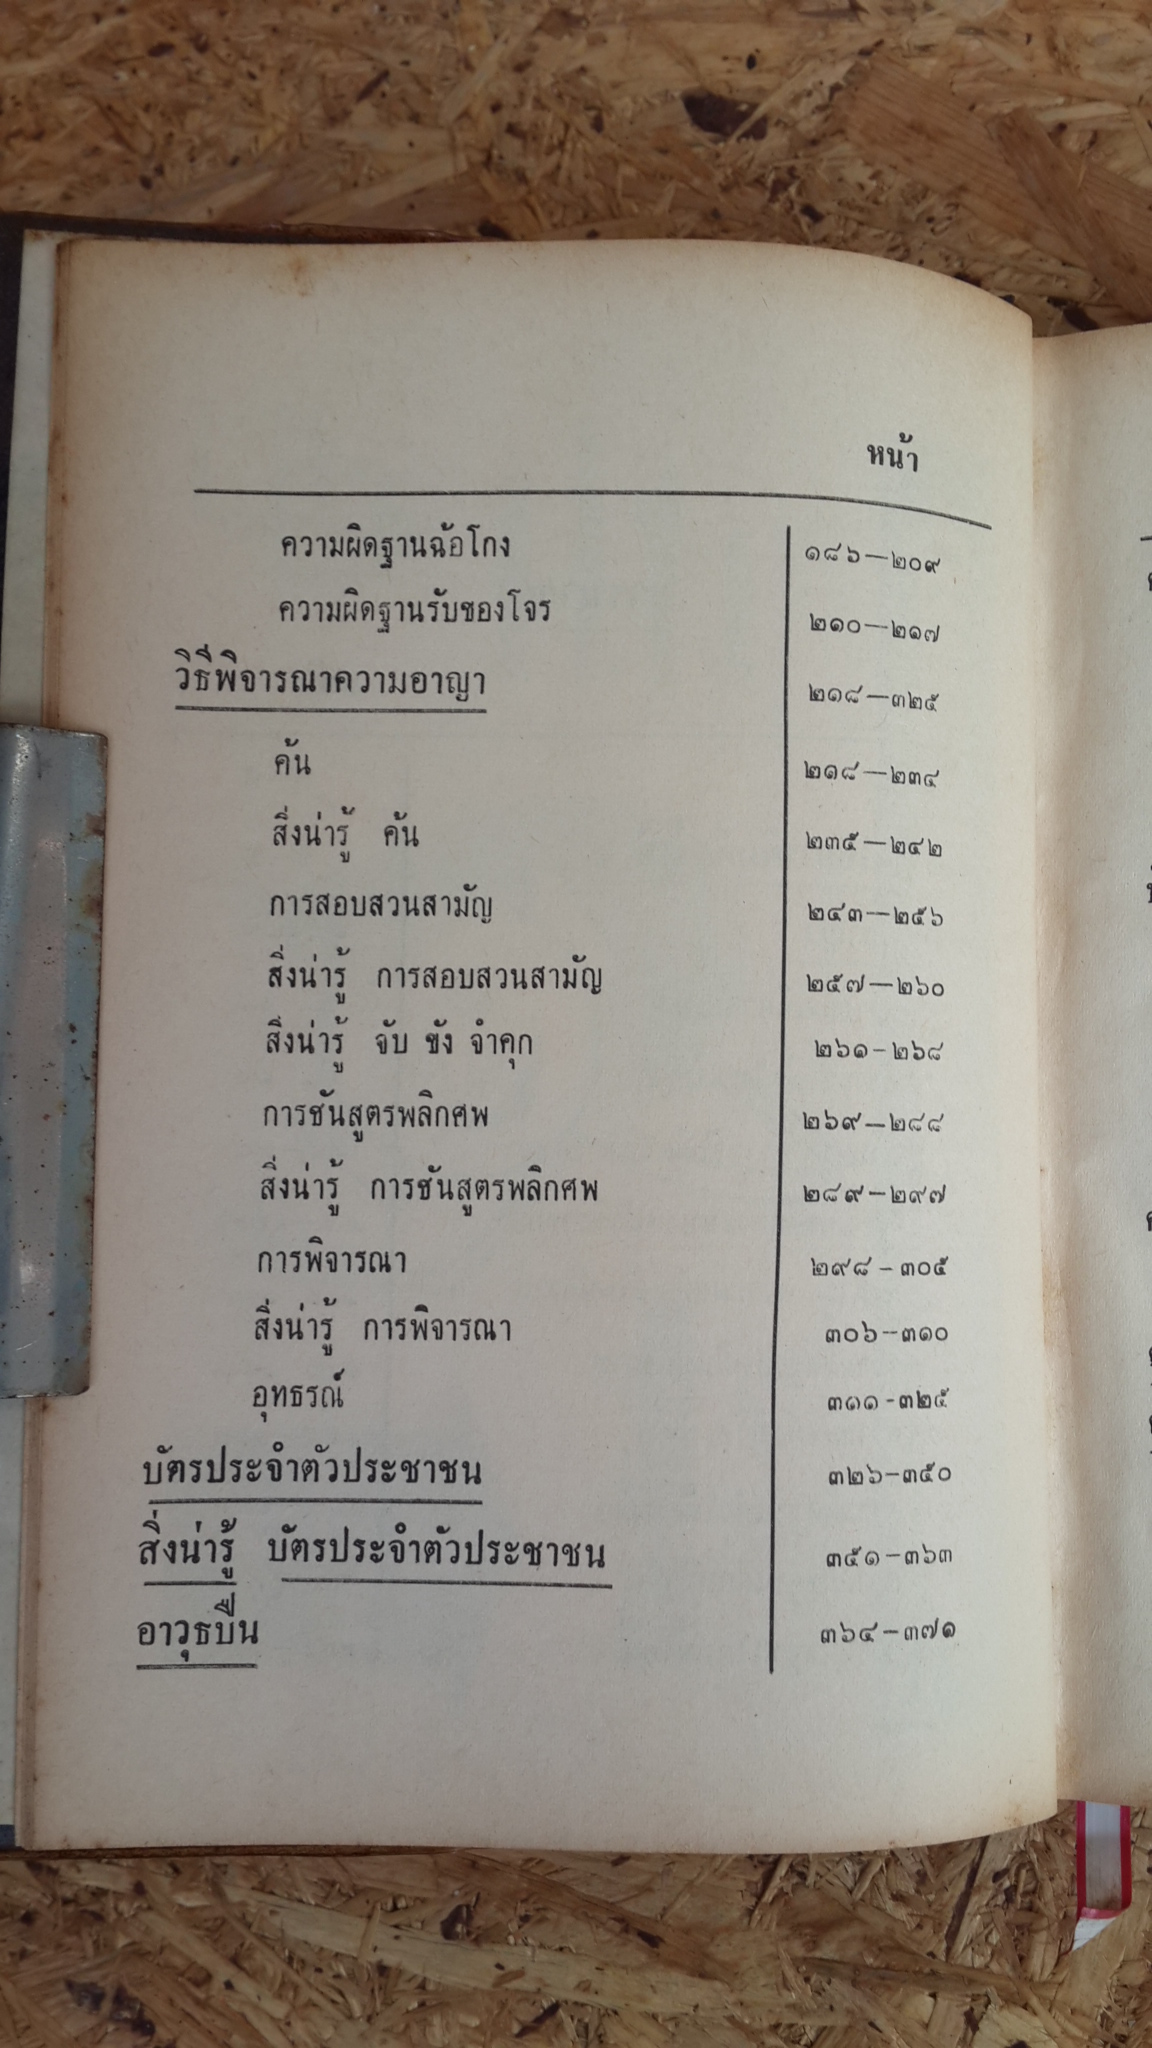 หน้า
ความผิดฐานฉ้อโกง ๑๘๖—๒๐๙
ความผิดฐานรับของโจร ๒๑๐—๒๑๗
วิธีพิจารณาความอาญา ๒๑๘—๓๒๕
ค้น ๒๑๘—๒๓๔
สิ่งน่ารู้ ค้น ๒๓๕—๒๔๒
การสอบสวนสามัญ ๒๔๓—๒๕๖
สิ่งน่ารู้ การสอบสวนสามัญ ๒๕๗—๒๖๐
สิ่งน่ารู้ จับ ขัง จำคุก ๒๖๑-๒๖๘
การชันสูตรพลิกศพ ๒๖๙—๒๘๘
สิ่งน่ารู้ การชันสูตรพลิกศพ ๒๘๙—๒๙๗
การพิจารณา ๒๙๘-๓๐๕
สิ่งน่ารู้ การพิจารณา ๓๐๖-๓๑๐
อุทธรณ์ ๓๑๑-๓๒๕
บัตรประจำตัวประชาชน ๓๒๖-๓๕๐
สิ่งน่ารู้ บัตรประจำตัวประชาชน ๓๕๑-๓๖๓
อาวุธปืน ๓๖๔-๓๗๑